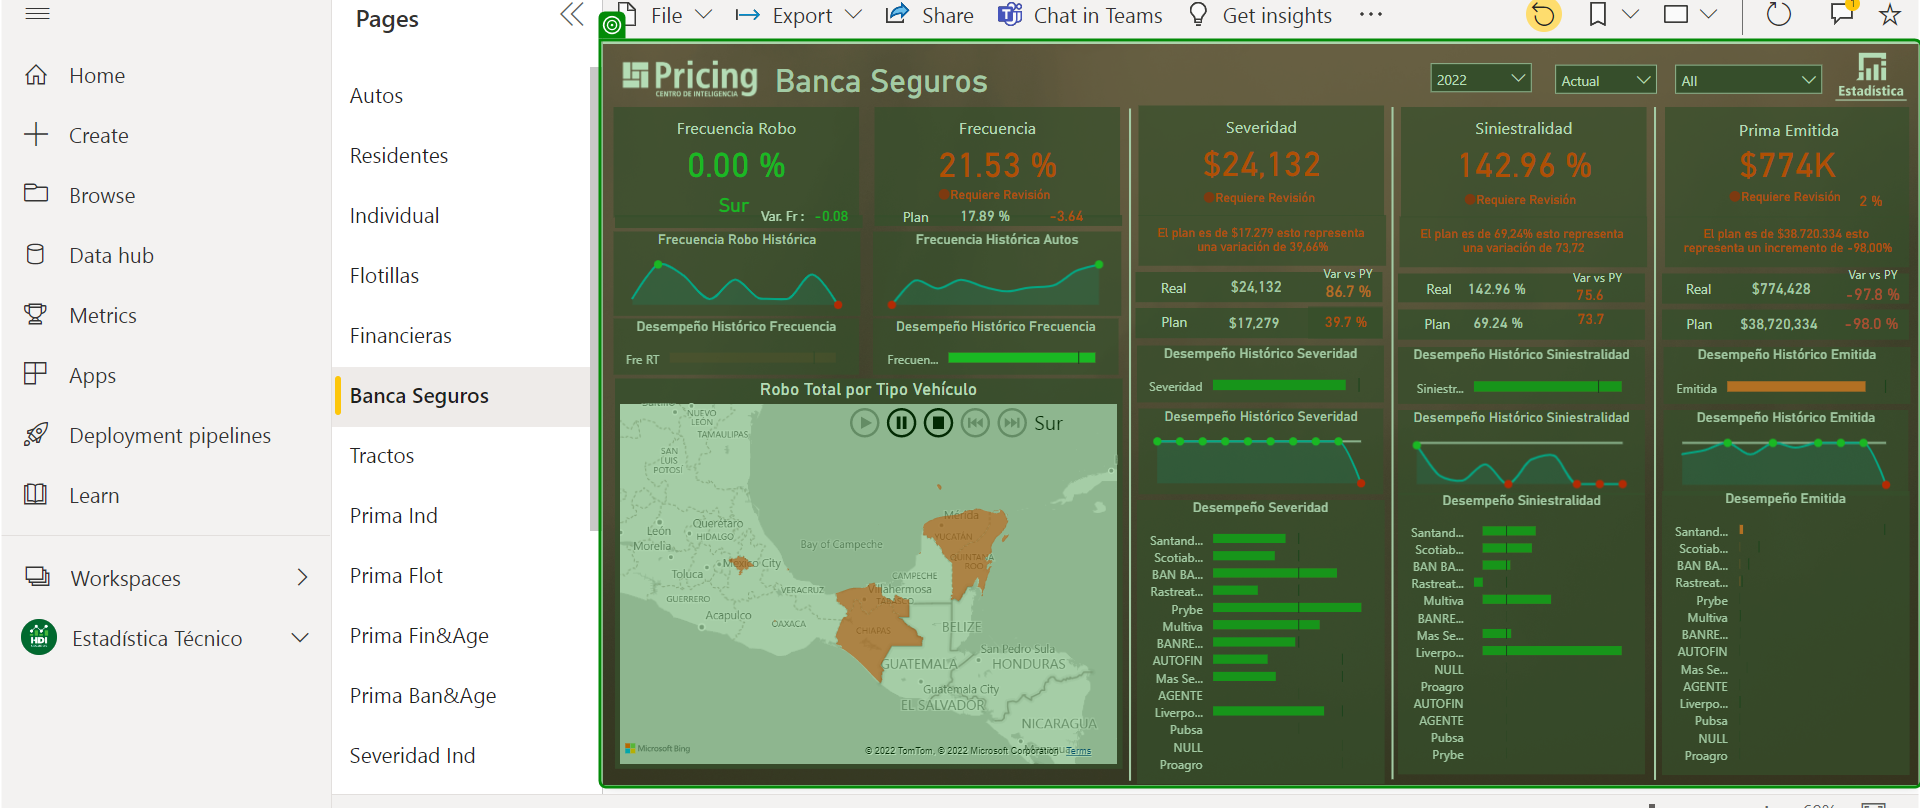 Home
Create
Browse
Data hub
Metrics
Apps
Deployment pipelines
Learn
Workspaces
HDI
Estadística Técnico
Pages
Autos
Residentes
Individual
Flotillas
Financieras
Banca Seguros
Tractos
Prima Ind
Prima Flot
Prima Fin&Age
Prima Ban&Age
Severidad Ind
File Export Share Chat in Teams Get insights ...
1
Pricing
CENTRO DE INTELIGENCIA
Banca Seguros
2022 Actual All
Estadística
Frecuencia Robo
0.00 %
Sur
Var. Fr : -0.08
Frecuencia Robo Histórica
Desempeño Histórico Frecuencia
Fre RT
Frecuencia
21.53 %
Requiere Revisión
Plan 17.89 % -3.64
Frecuencia Histórica Autos
Desempeño Histórico Frecuencia
Frecuen...
Robo Total por Tipo Vehículo
Sur
NUEVO
LEÓN
TAMAULIPAS
SAN
LUIS
POTOSÍ
León
Querétaro
HIDALGO
Morelia
Toluca
Mexico City
GUERRERO
Acapulco
VERACRUZ
OAXACA
Bay of Campeche
Mérida
YUCATÁN
QUINTANA
ROO
CAMPECHE
Villahermosa
TABASCO
CHIAPAS
BELIZE
San Pedro Sula
GUATEMALA
HONDURAS
Guatemala City
EL SALVADOR
NICARAGUA
Microsoft Bing
© 2022 TomTom, © 2022 Microsoft Corporation Terms
Severidad
$24,132
Requiere Revisión
El plan es de $17.279 esto representa
una variación de 39,66%
Var vs PY
Real $24,132 86.7 %
Plan $17,279 39.7 %
Desempeño Histórico Severidad
Severidad
Desempeño Histórico Severidad
Desempeño Severidad
Santand...
Scotiab...
BAN BA...
Rastreat...
Prybe
Multiva
BANRE...
AUTOFIN
Mas Se...
AGENTE
Liverpo...
Pubsa
NULL
Proagro
Siniestralidad
142.96 %
Requiere Revisión
El plan es de 69,24% esto representa
una variación de 73.72
Var vs PY
Real 142.96 % 75.6
Plan 69.24 % 73.7
Desempeño Histórico Siniestralidad
Siniestr...
Desempeño Histórico Siniestralidad
Desempeño Siniestralidad
Santand...
Scotiab...
BAN BA...
Rastreat...
Multiva
BANRE...
Mas Se...
Liverpo...
NULL
Proagro
AUTOFIN
AGENTE
Pubsa
Prybe
Prima Emitida
$774K
Requiere Revisión 2 %
El plan es de $38.720.334 esto
representa un incremento de -98.00%
Var vs PY
Real $774,428 -97.8 %
Plan $38,720,334 -98.0 %
Desempeño Histórico Emitida
Emitida
Desempeño Histórico Emitida
Desempeño Emitida
Santand...
Scotiab...
BAN BA...
Rastreat...
Prybe
Multiva
BANRE...
AUTOFIN
Mas Se...
AGENTE
Liverpo...
Pubsa
NULL
Proagro